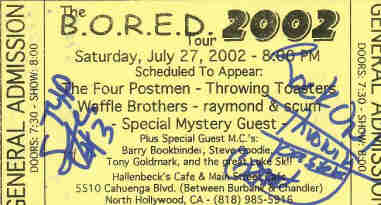 GENERAL ADMISSION
DOORS: 7:30 - SHOW: 8:00
The
B.O.R.E.D. 2002
Tour
Saturday, July 27, 2002 - 8:00 PM
Scheduled To Appear:
The Four Postmen - Throwing Toasters
Waffle Brothers - raymond & scum
- Special Mystery Guest -
Plus Special Guest M.C.'s:
Barry Bookbinder, Steve Goodie,
Tony Goldmark, and the great Luke Ski!!
Hallenbeck's Cafe & Main Street Cafe
5510 Cahuenga Blvd. (Between Burbank & Chandler)
North Hollywood, CA - (818) 985-5916
GENERAL ADMISSION
DOORS: 7:30 - SHOW: 8:00